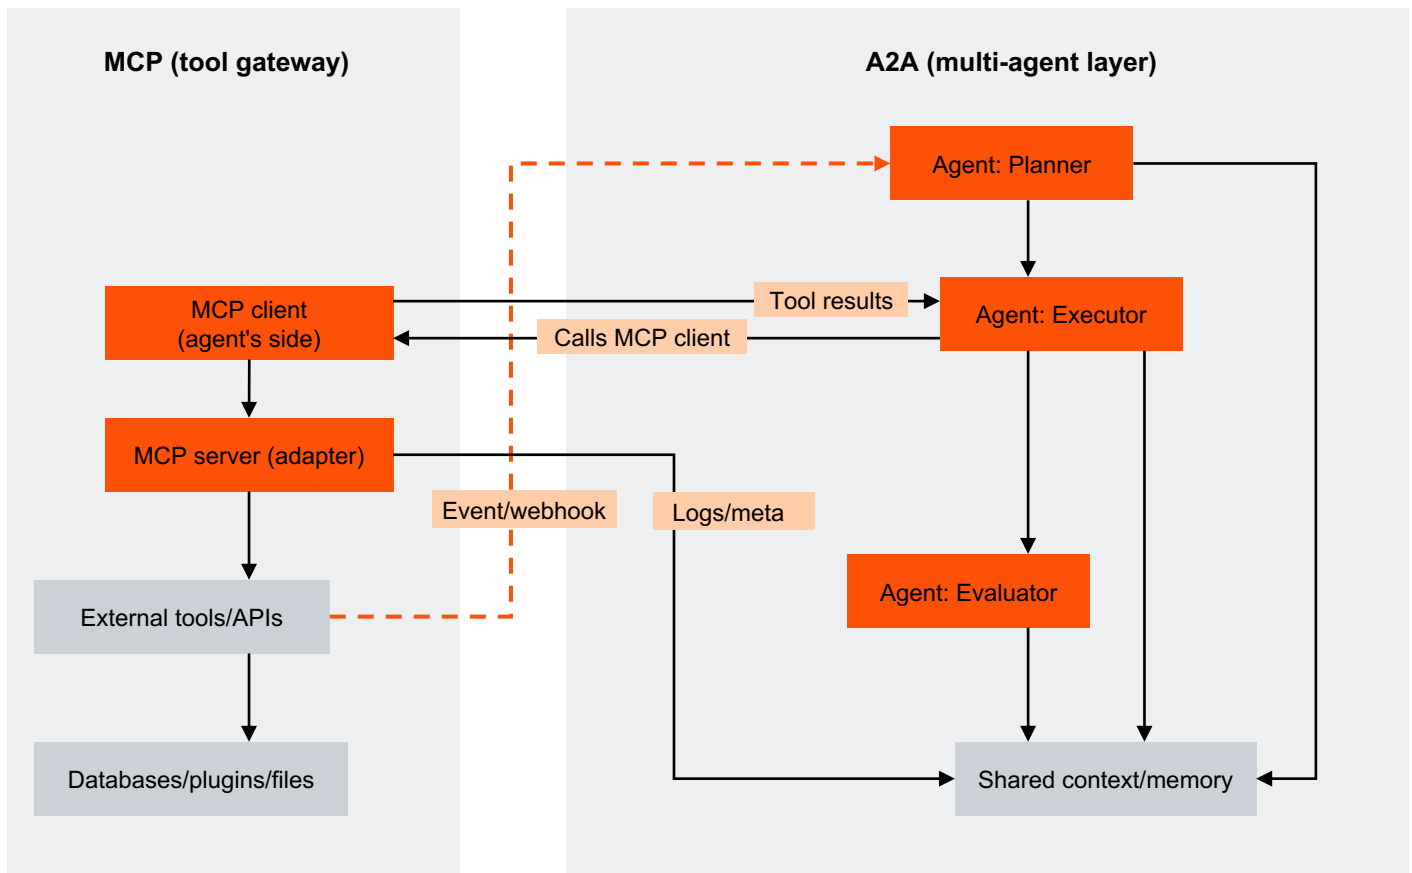 MCP (tool gateway)
MCP client
(agent's side)
MCP server (adapter)
External tools/APIs
Databases/plugins/files
Tool results
Calls MCP client
Event/webhook
Logs/meta
A2A (multi-agent layer)
Agent: Planner
Agent: Executor
Agent: Evaluator
Shared context/memory